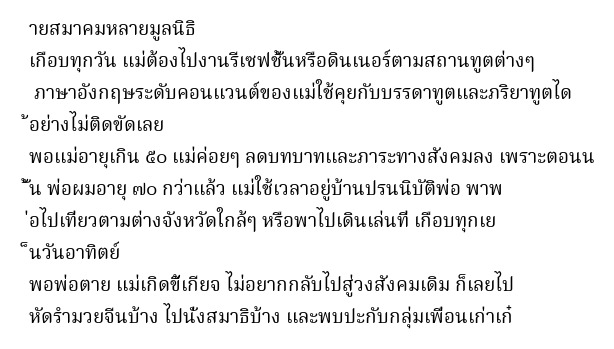 ายสมาคมหลายมูลนิธิ
เกือบทุกวัน แม่ต้องไปงานรีเซฟชั่นหรือดินเนอร์ตามสถานทูตต่างๆ
ภาษาอังกฤษระดับคอนแวนต์ของแม่ใช้คุยกับบรรดาทูตและภริยาทูตได
้อย่างไม่ติดขัดเลย
พอแม่อายุเกิน ๕๐ แม่ค่อยๆ ลดบทบาทและภาระทางสังคมลง เพราะตอนน
ั้น พ่อผมอายุ ๗๐ กว่าแล้ว แม่ใช้เวลาอยู่บ้านปรนนิบัติพ่อ พาพ
่อไปเที่ยวตามต่างจังหวัดใกล้ๆ หรือพาไปเดินเล่นที่ เกือบทุกเย
็นวันอาทิตย์
พอพ่อตาย แม่เกิดขี้เกียจ ไม่อยากกลับไปสู่วงสังคมเดิม ก็เลยไป
หัดรำมวยจีนบ้าง ไปนั่งสมาธิบ้าง และพบปะกับกลุ่มเพื่อนเก่าเก๋